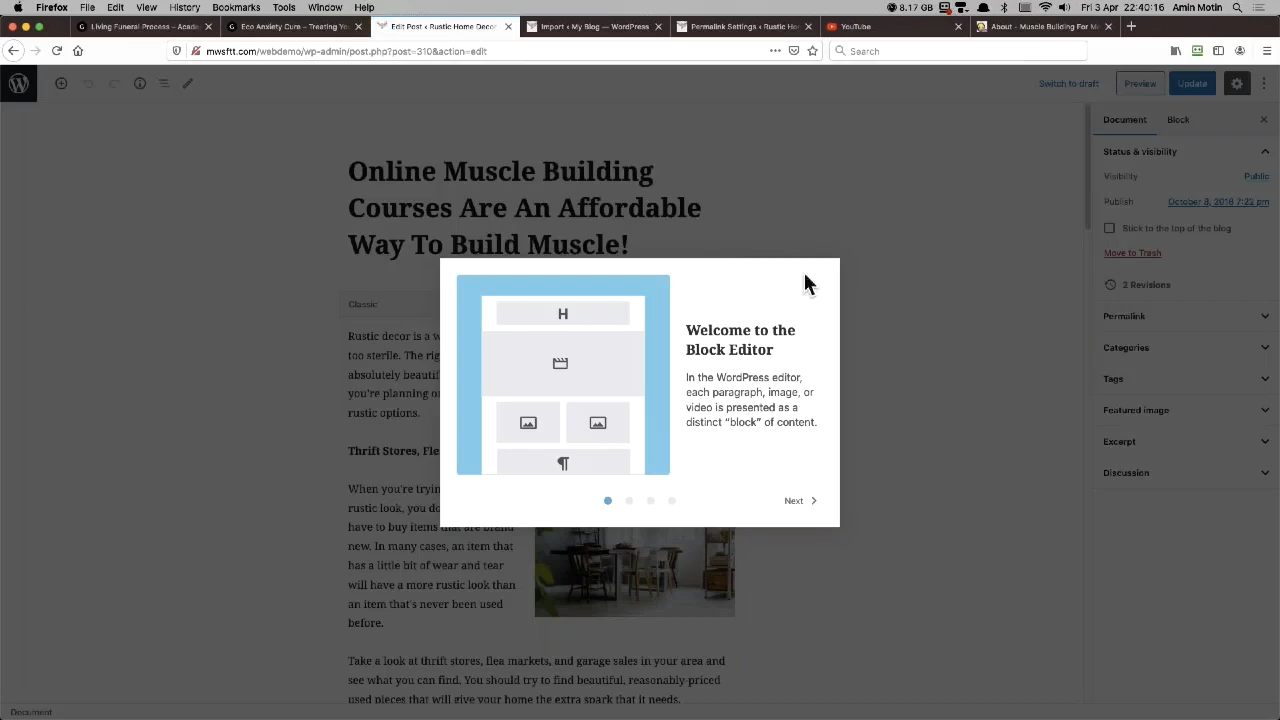 Firefox File Edit View History Bookmarks Tools Window Help 8.17 GB Fri 3 Apr 22:40:16 Amin Motin
Living Funeral Process – Acade
Eco Anxiety Cure – Treating Yo
Edit Post ‹ Rustic Home Decor
Import ‹ My Blog — WordPress
Permalink Settings ‹ Rustic Ho
YouTube
About - Muscle Building For Me
mwsftt.com/webdemo/wp-admin/post.php?post=310&action=edit
Search
Switch to draft
Preview
Update
Online Muscle Building
Courses Are An Affordable
Way To Build Muscle!
Classic
Rustic decor is a w
too sterile. The rig
absolutely beautif
you're planning or
rustic options.
Thrift Stores, Fle
When you're tryin
rustic look, you do
have to buy items that are brand
new. In many cases, an item that
has a little bit of wear and tear
will have a more rustic look than
an item that's never been used
before.
Take a look at thrift stores, flea markets, and garage sales in your area and
see what you can find. You should try to find beautiful, reasonably-priced
used pieces that will give your home the extra spark that it needs.
H
Welcome to the
Block Editor
In the WordPress editor,
each paragraph, image, or
video is presented as a
distinct “block” of content.
Next
Document
Block
Status & visibility
Visibility
Public
Publish
October 8, 2016 7:22 pm
Stick to the top of the blog
Move to Trash
2 Revisions
Permalink
Categories
Tags
Featured image
Excerpt
Discussion
Document